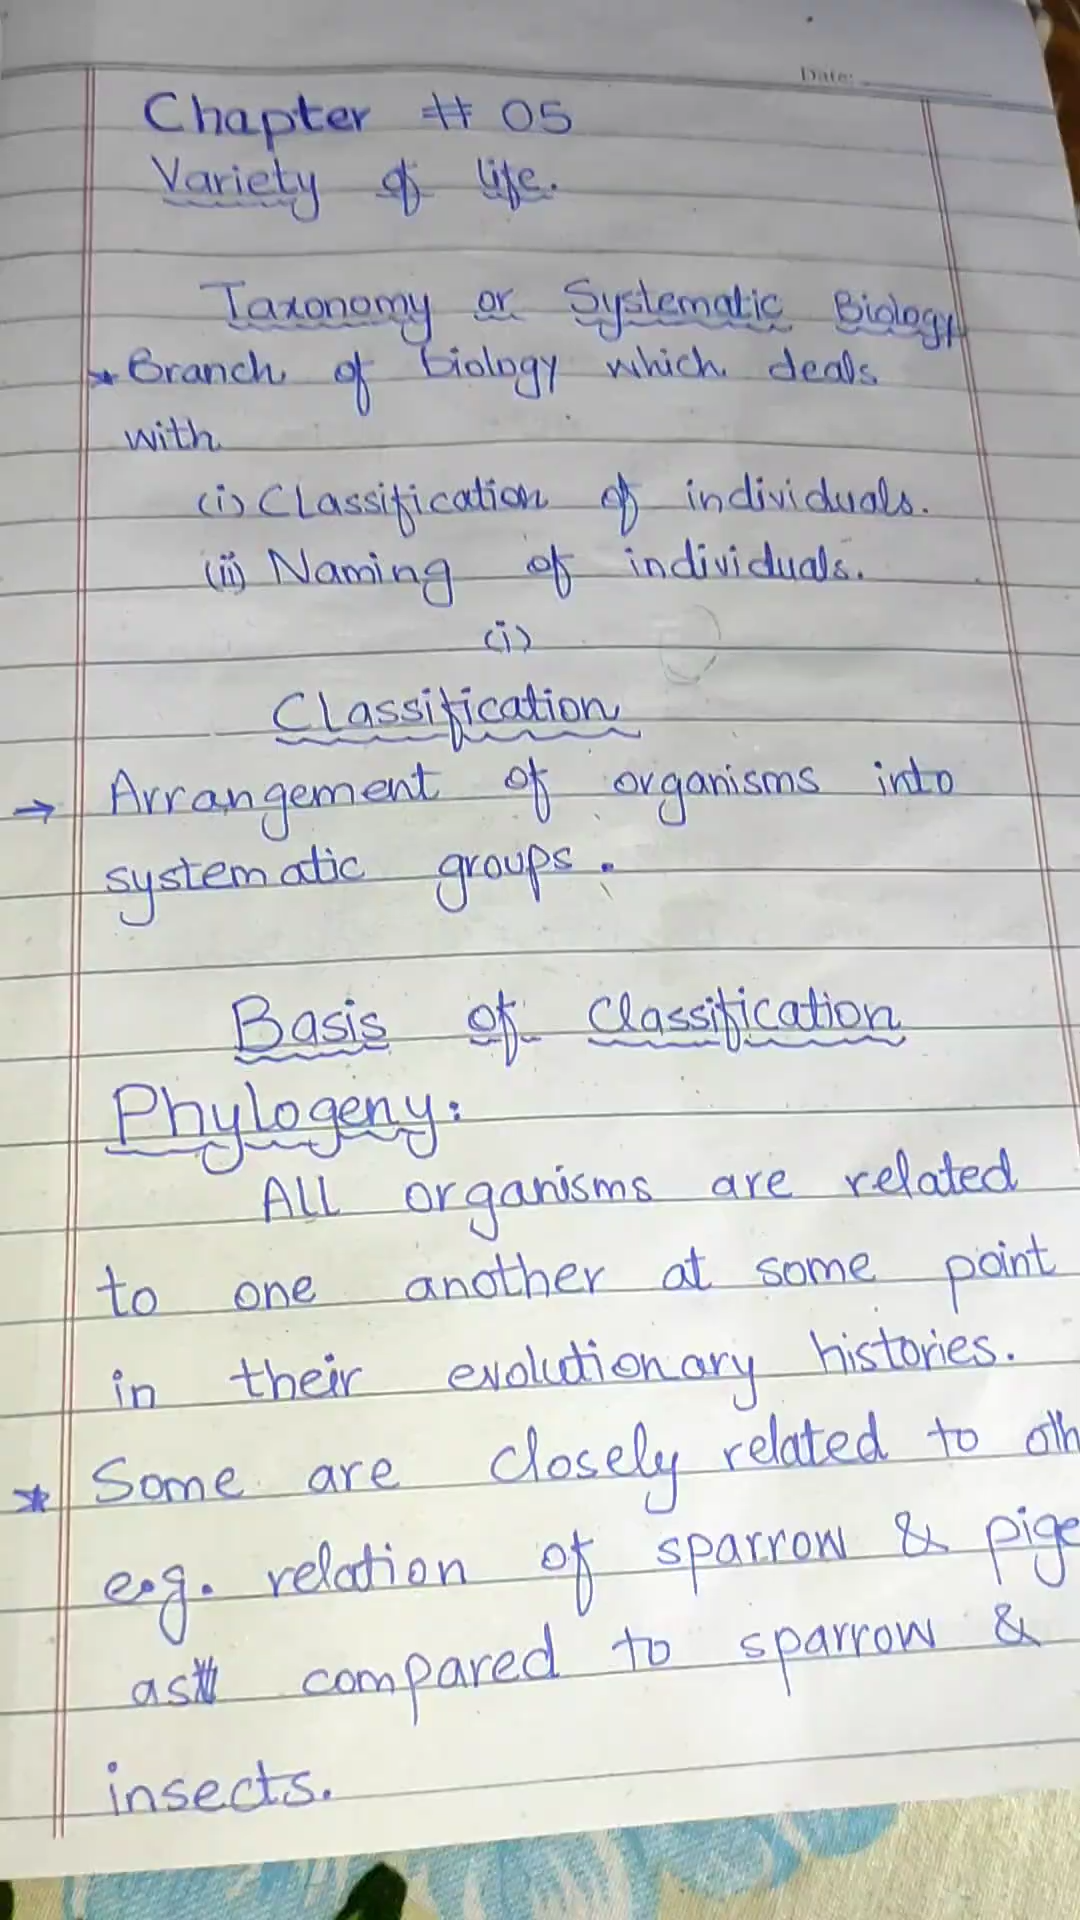 Date:
Chapter # 05
Variety of life.
Taxonomy or Systematic Biology
* Branch of biology which deals
with
(i) Classification of individuals.
(ii) Naming of individuals.
(i)
Classification
→ Arrangement of organisms into
systematic groups.
Basis of Classification
Phylogeny:
All organisms are related
to one another at some point
in their evolutionary histories.
* Some are closely related to oth
e.g. relation of sparrow & pige
as compared to sparrow &
insects.